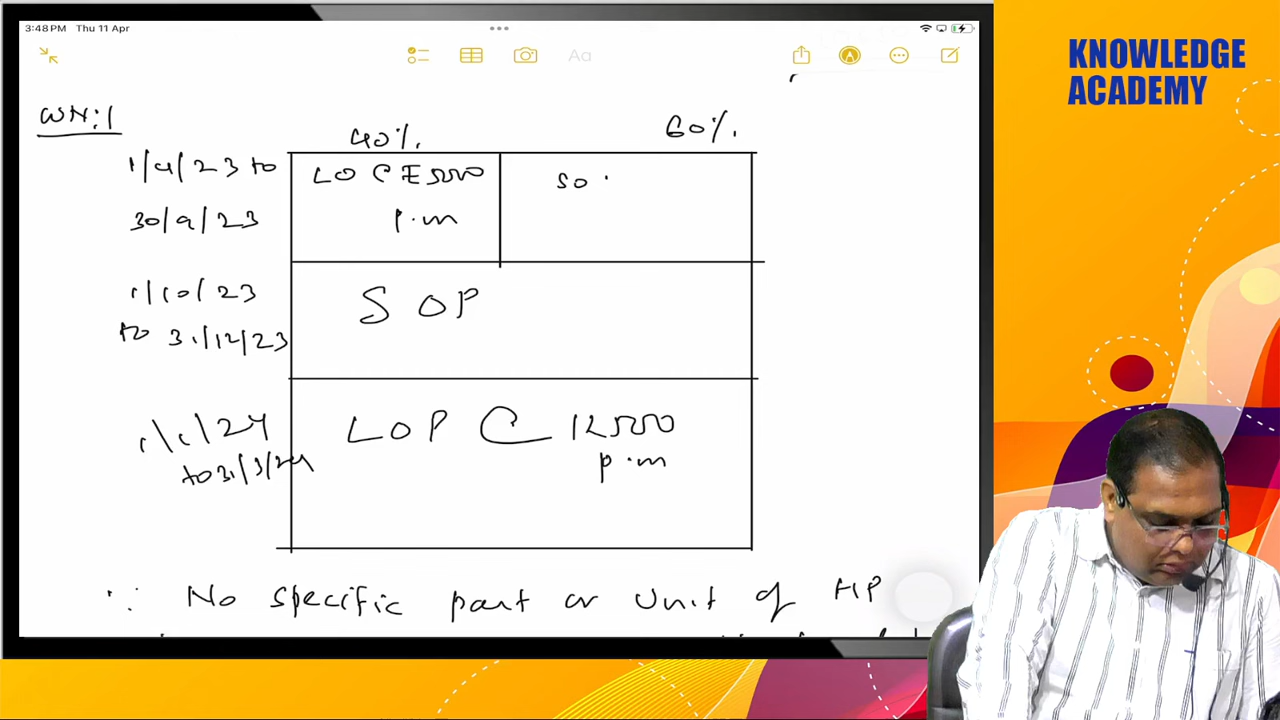 3:48 PM Thu 11 Apr
KNOWLEDGE
ACADEMY
Aa
WN:1
40%.
60%.
1/4/23 to
30/9/23
LO @ 5000
p.m
SO.
1/10/23
to 31/12/23
SOP
1/1/24
to 31/3/24
LOP @ 12500
p.m
∵ No specific part or unit of HP